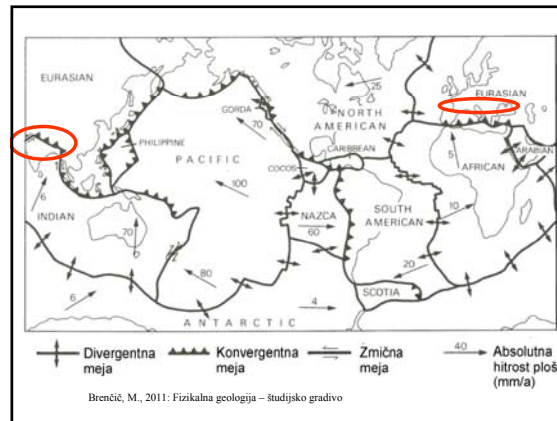 EURASIAN
25
EURASIAN
GORDA
NORTH
AMERICAN
70
PHILIPPINE
PACIFIC
CARIBBEAN
ARABIAN
COCOS
AFRICAN
5
6
INDIAN
100
NAZCA
60
SOUTH
AMERICAN
10
70
80
20
6
4
SCOTIA
ANTARCTIC
Divergentna
meja
Konvergentna
meja
Zmična
meja
40
Absolutna
hitrost ploš
(mm/a)
Brenčič, M., 2011: Fizikalna geologija – študijsko gradivo